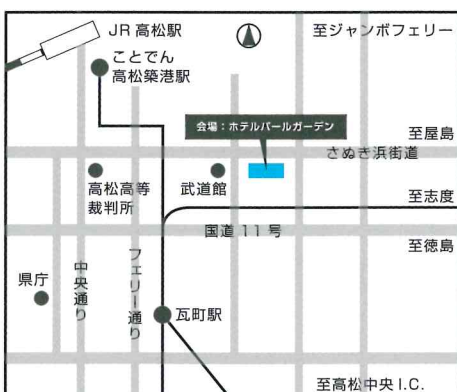 JR 高松駅
至ジャンボフェリー
ことでん
高松築港駅
会場：ホテルパールガーデン
至屋島
さぬき浜街道
高松高等
裁判所
武道館
至志度
国道 11 号
至徳島
県庁
中央通り
フェリー通り
瓦町駅
至高松中央 I.C.